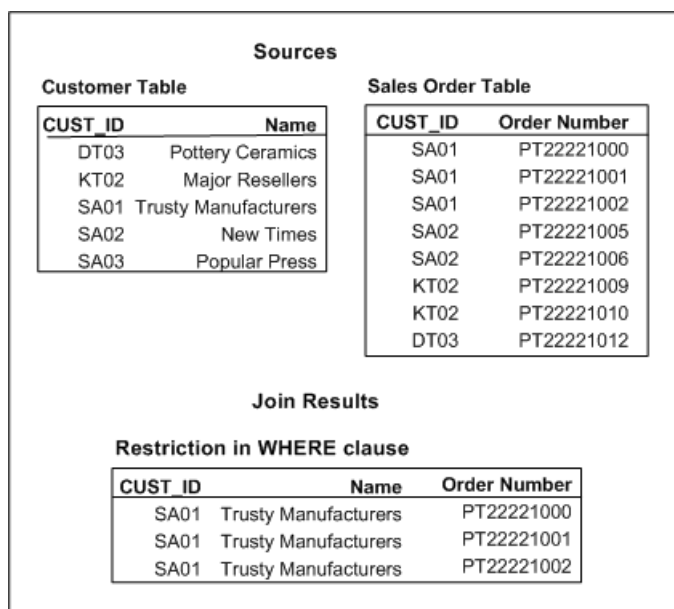 Sources
Customer Table
CUST_ID Name
DT03 Pottery Ceramics
KT02 Major Resellers
SA01 Trusty Manufacturers
SA02 New Times
SA03 Popular Press
Sales Order Table
CUST_ID Order Number
SA01 PT22221000
SA01 PT22221001
SA01 PT22221002
SA02 PT22221005
SA02 PT22221006
KT02 PT22221009
KT02 PT22221010
DT03 PT22221012
Join Results
Restriction in WHERE clause
CUST_ID Name Order Number
SA01 Trusty Manufacturers PT22221000
SA01 Trusty Manufacturers PT22221001
SA01 Trusty Manufacturers PT22221002